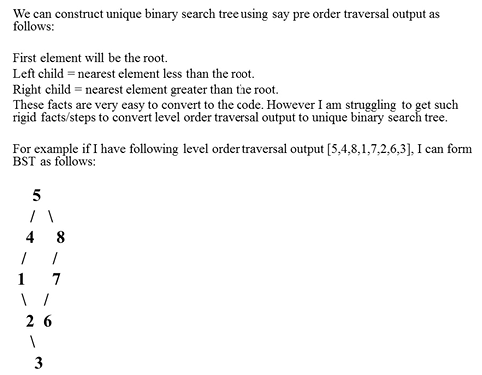 We can construct unique binary search tree using say pre order traversal output as
follows:
First element will be the root.
Left child = nearest element less than the root.
Right child = nearest element greater than the root.
These facts are very easy to convert to the code. However I am struggling to get such
rigid facts/steps to convert level order traversal output to unique binary search tree.
For example if I have following level order traversal output [5,4,8,1,7,2,6,3], I can form
BST as follows:
5
/ \
4 8
/ /
1 7
\ /
2 6
\
3